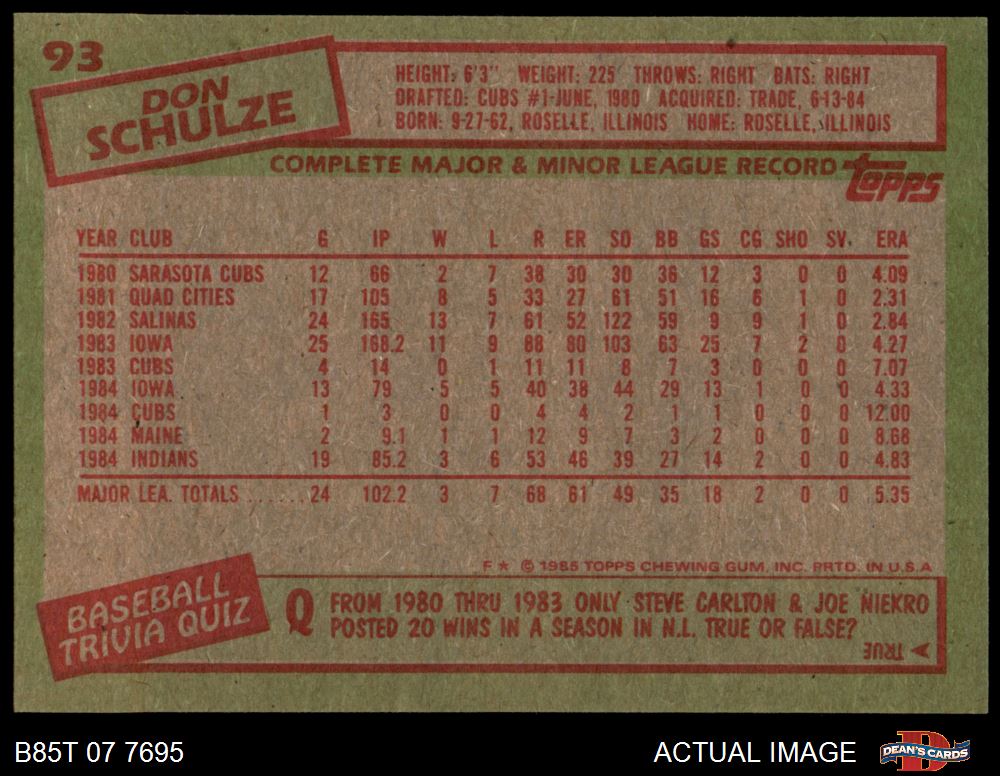 93
DON
SCHULZE
HEIGHT: 6'3" WEIGHT: 225 THROWS: RIGHT BATS: RIGHT
DRAFTED: CUBS #1-JUNE, 1980 ACQUIRED: TRADE, 6-13-84
BORN: 9-27-62, ROSELLE, ILLINOIS HOME: ROSELLE, ILLINOIS
COMPLETE MAJOR & MINOR LEAGUE RECORD topps
YEAR CLUB G IP W L R ER SO BB GS CG SHO SV. ERA
1980 SARASOTA CUBS 12 66 2 7 38 30 30 36 12 3 0 0 4.09
1981 QUAD CITIES 17 105 8 5 33 27 61 51 16 6 1 0 2.31
1982 SALINAS 24 165 13 7 61 52 122 59 9 9 1 0 2.84
1983 IOWA 25 168.2 11 9 88 80 103 63 25 7 2 0 4.27
1983 CUBS 4 14 0 1 11 11 8 7 3 0 0 0 7.07
1984 IOWA 13 79 5 5 40 38 44 29 13 1 0 0 4.33
1984 CUBS 1 3 0 0 4 4 2 1 1 0 0 0 12.00
1984 MAINE 2 9.1 1 1 12 9 7 3 2 0 0 0 8.68
1984 INDIANS 19 85.2 3 6 53 46 39 27 14 2 0 0 4.83
MAJOR LEA. TOTALS ...... 24 102.2 3 7 68 61 49 35 18 2 0 0 5.35
F * © 1985 TOPPS CHEWING GUM, INC. PRTD. IN U.S.A
BASEBALL
TRIVIA QUIZ
Q FROM 1980 THRU 1983 ONLY STEVE CARLTON & JOE NIEKRO
POSTED 20 WINS IN A SEASON IN N.L. TRUE OR FALSE?
A TRUE
B85T 07 7695
ACTUAL IMAGE
DEAN'S CARDS